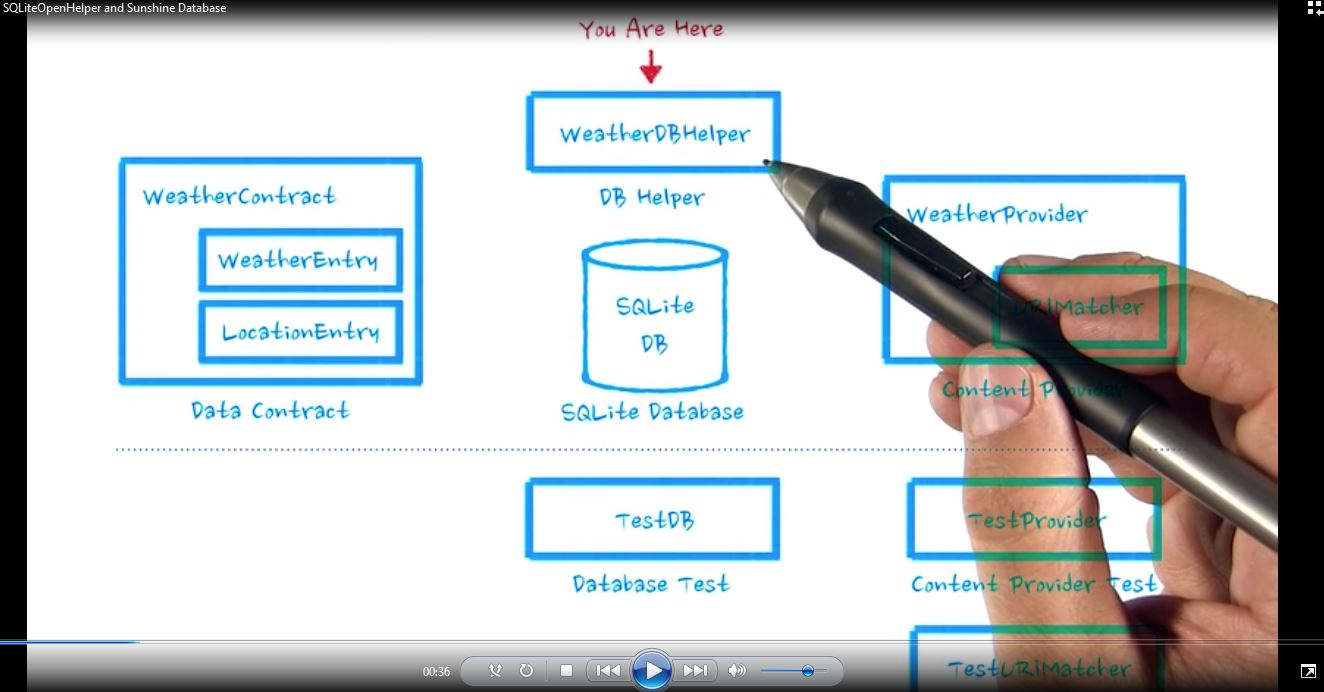 SQLiteOpenHelper and Sunshine Database
You Are Here
WeatherDBHelper
DB Helper
WeatherContract
WeatherEntry
LocationEntry
Data Contract
SQLite
DB
SQLite Database
WeatherProvider
URIMatcher
Content Provider
TestDB
Database Test
TestProvider
Content Provider Test
TestURIMatcher
00:36